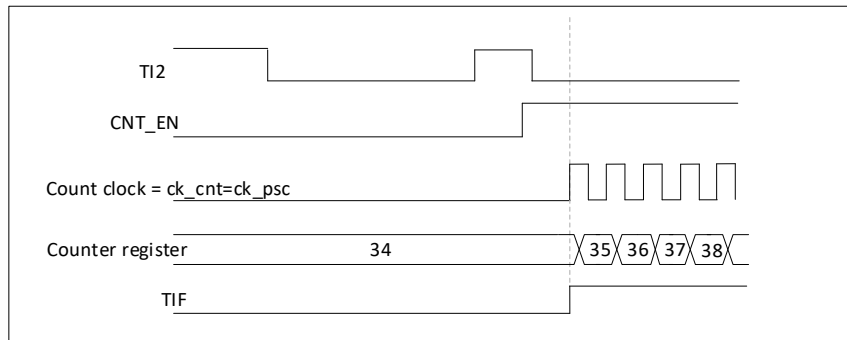 TI2
CNT_EN
Count clock = ck_cnt=ck_psc
Counter register 34 35 36 37 38
TIF